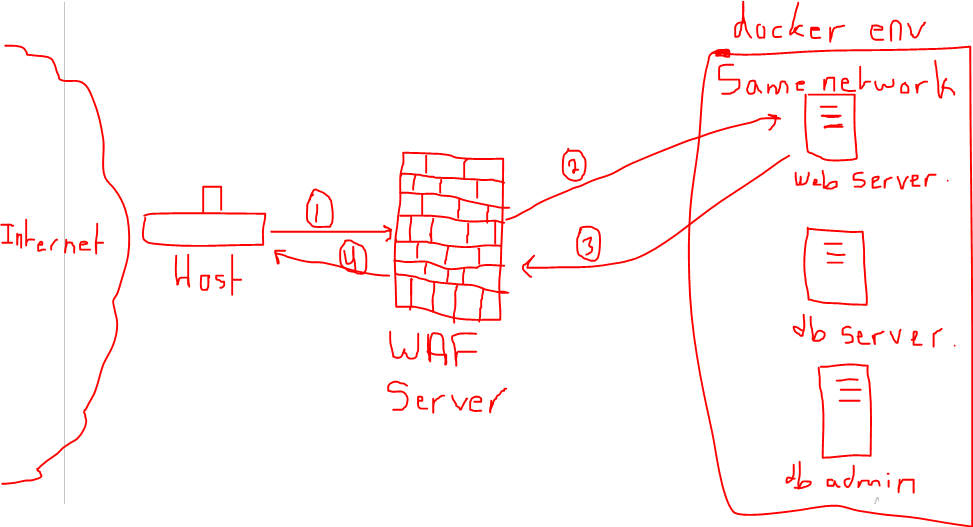 docker env
Same network
web server.
2
1
3
Internet
4
Host
db server.
WAF
Server
db admin